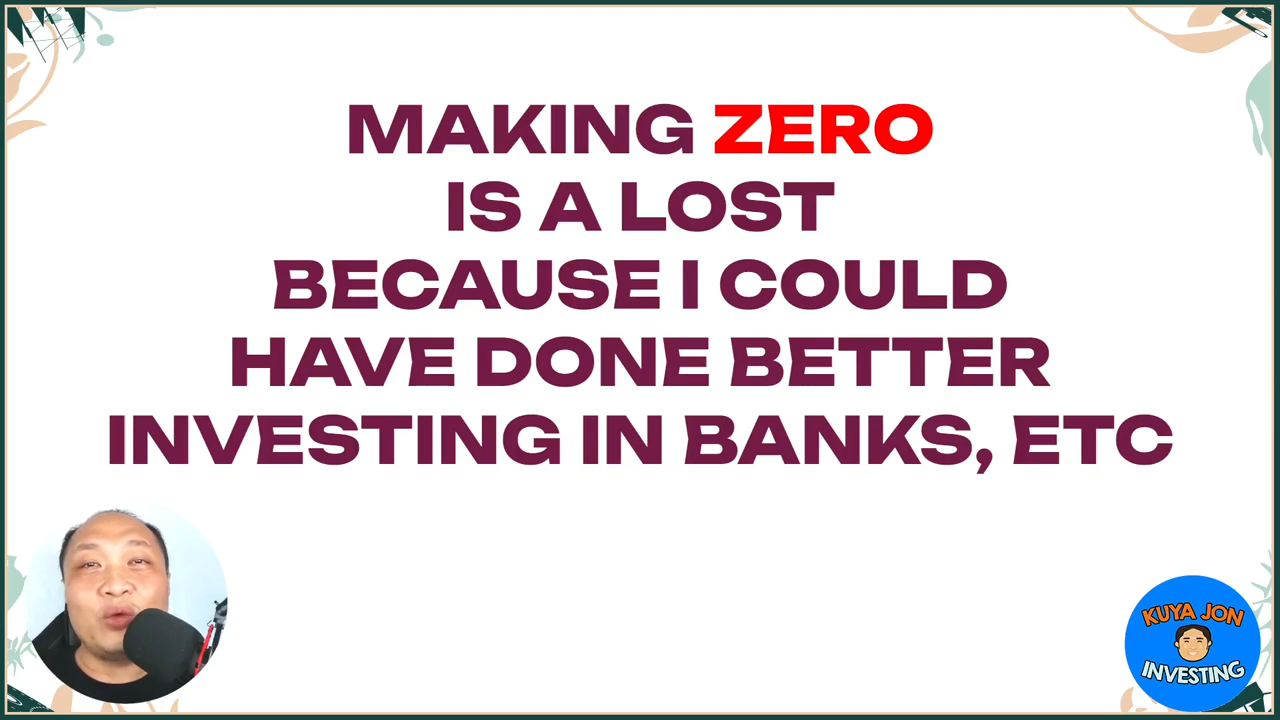 MAKING ZERO
IS A LOST
BECAUSE I COULD
HAVE DONE BETTER
INVESTING IN BANKS, ETC
KUYA JON
INVESTING